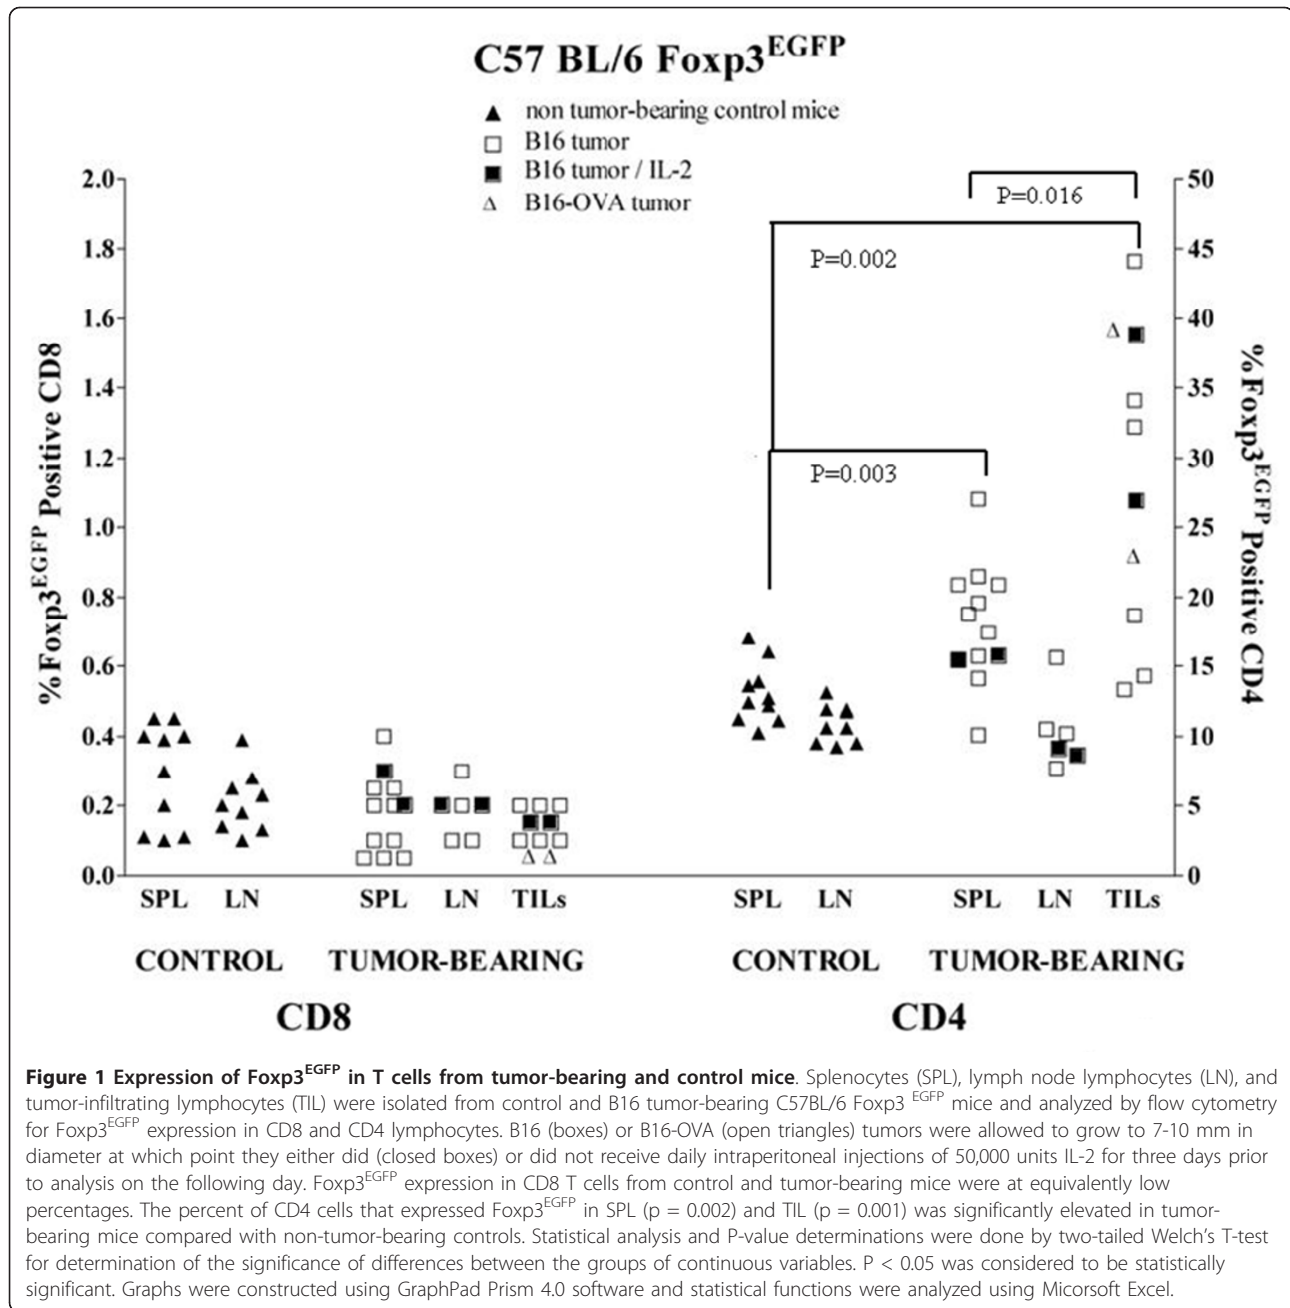 C57 BL/6 Foxp3EGFP
▲ non tumor-bearing control mice
□ B16 tumor
■ B16 tumor / IL-2
Δ B16-OVA tumor
%Foxp3EGFP Positive CD8
2.0
1.8
1.6
1.4
1.2
1.0
0.8
0.6
0.4
0.2
0.0
P=0.016
P=0.002
P=0.003
50
45
40
35
30
25
20
15
10
5
0
%Foxp3EGFP Positive CD4
SPL LN SPL LN TILs SPL LN SPL LN TILs
CONTROL TUMOR-BEARING CONTROL TUMOR-BEARING
CD8 CD4
Figure 1 Expression of Foxp3EGFP in T cells from tumor-bearing and control mice. Splenocytes (SPL), lymph node lymphocytes (LN), and
tumor-infiltrating lymphocytes (TIL) were isolated from control and B16 tumor-bearing C57BL/6 Foxp3 EGFP mice and analyzed by flow cytometry
for Foxp3EGFP expression in CD8 and CD4 lymphocytes. B16 (boxes) or B16-OVA (open triangles) tumors were allowed to grow to 7-10 mm in
diameter at which point they either did (closed boxes) or did not receive daily intraperitoneal injections of 50,000 units IL-2 for three days prior
to analysis on the following day. Foxp3EGFP expression in CD8 T cells from control and tumor-bearing mice were at equivalently low
percentages. The percent of CD4 cells that expressed Foxp3EGFP in SPL (p = 0.002) and TIL (p = 0.001) was significantly elevated in tumor-
bearing mice compared with non-tumor-bearing controls. Statistical analysis and P-value determinations were done by two-tailed Welch's T-test
for determination of the significance of differences between the groups of continuous variables. P < 0.05 was considered to be statistically
significant. Graphs were constructed using GraphPad Prism 4.0 software and statistical functions were analyzed using Micorsoft Excel.